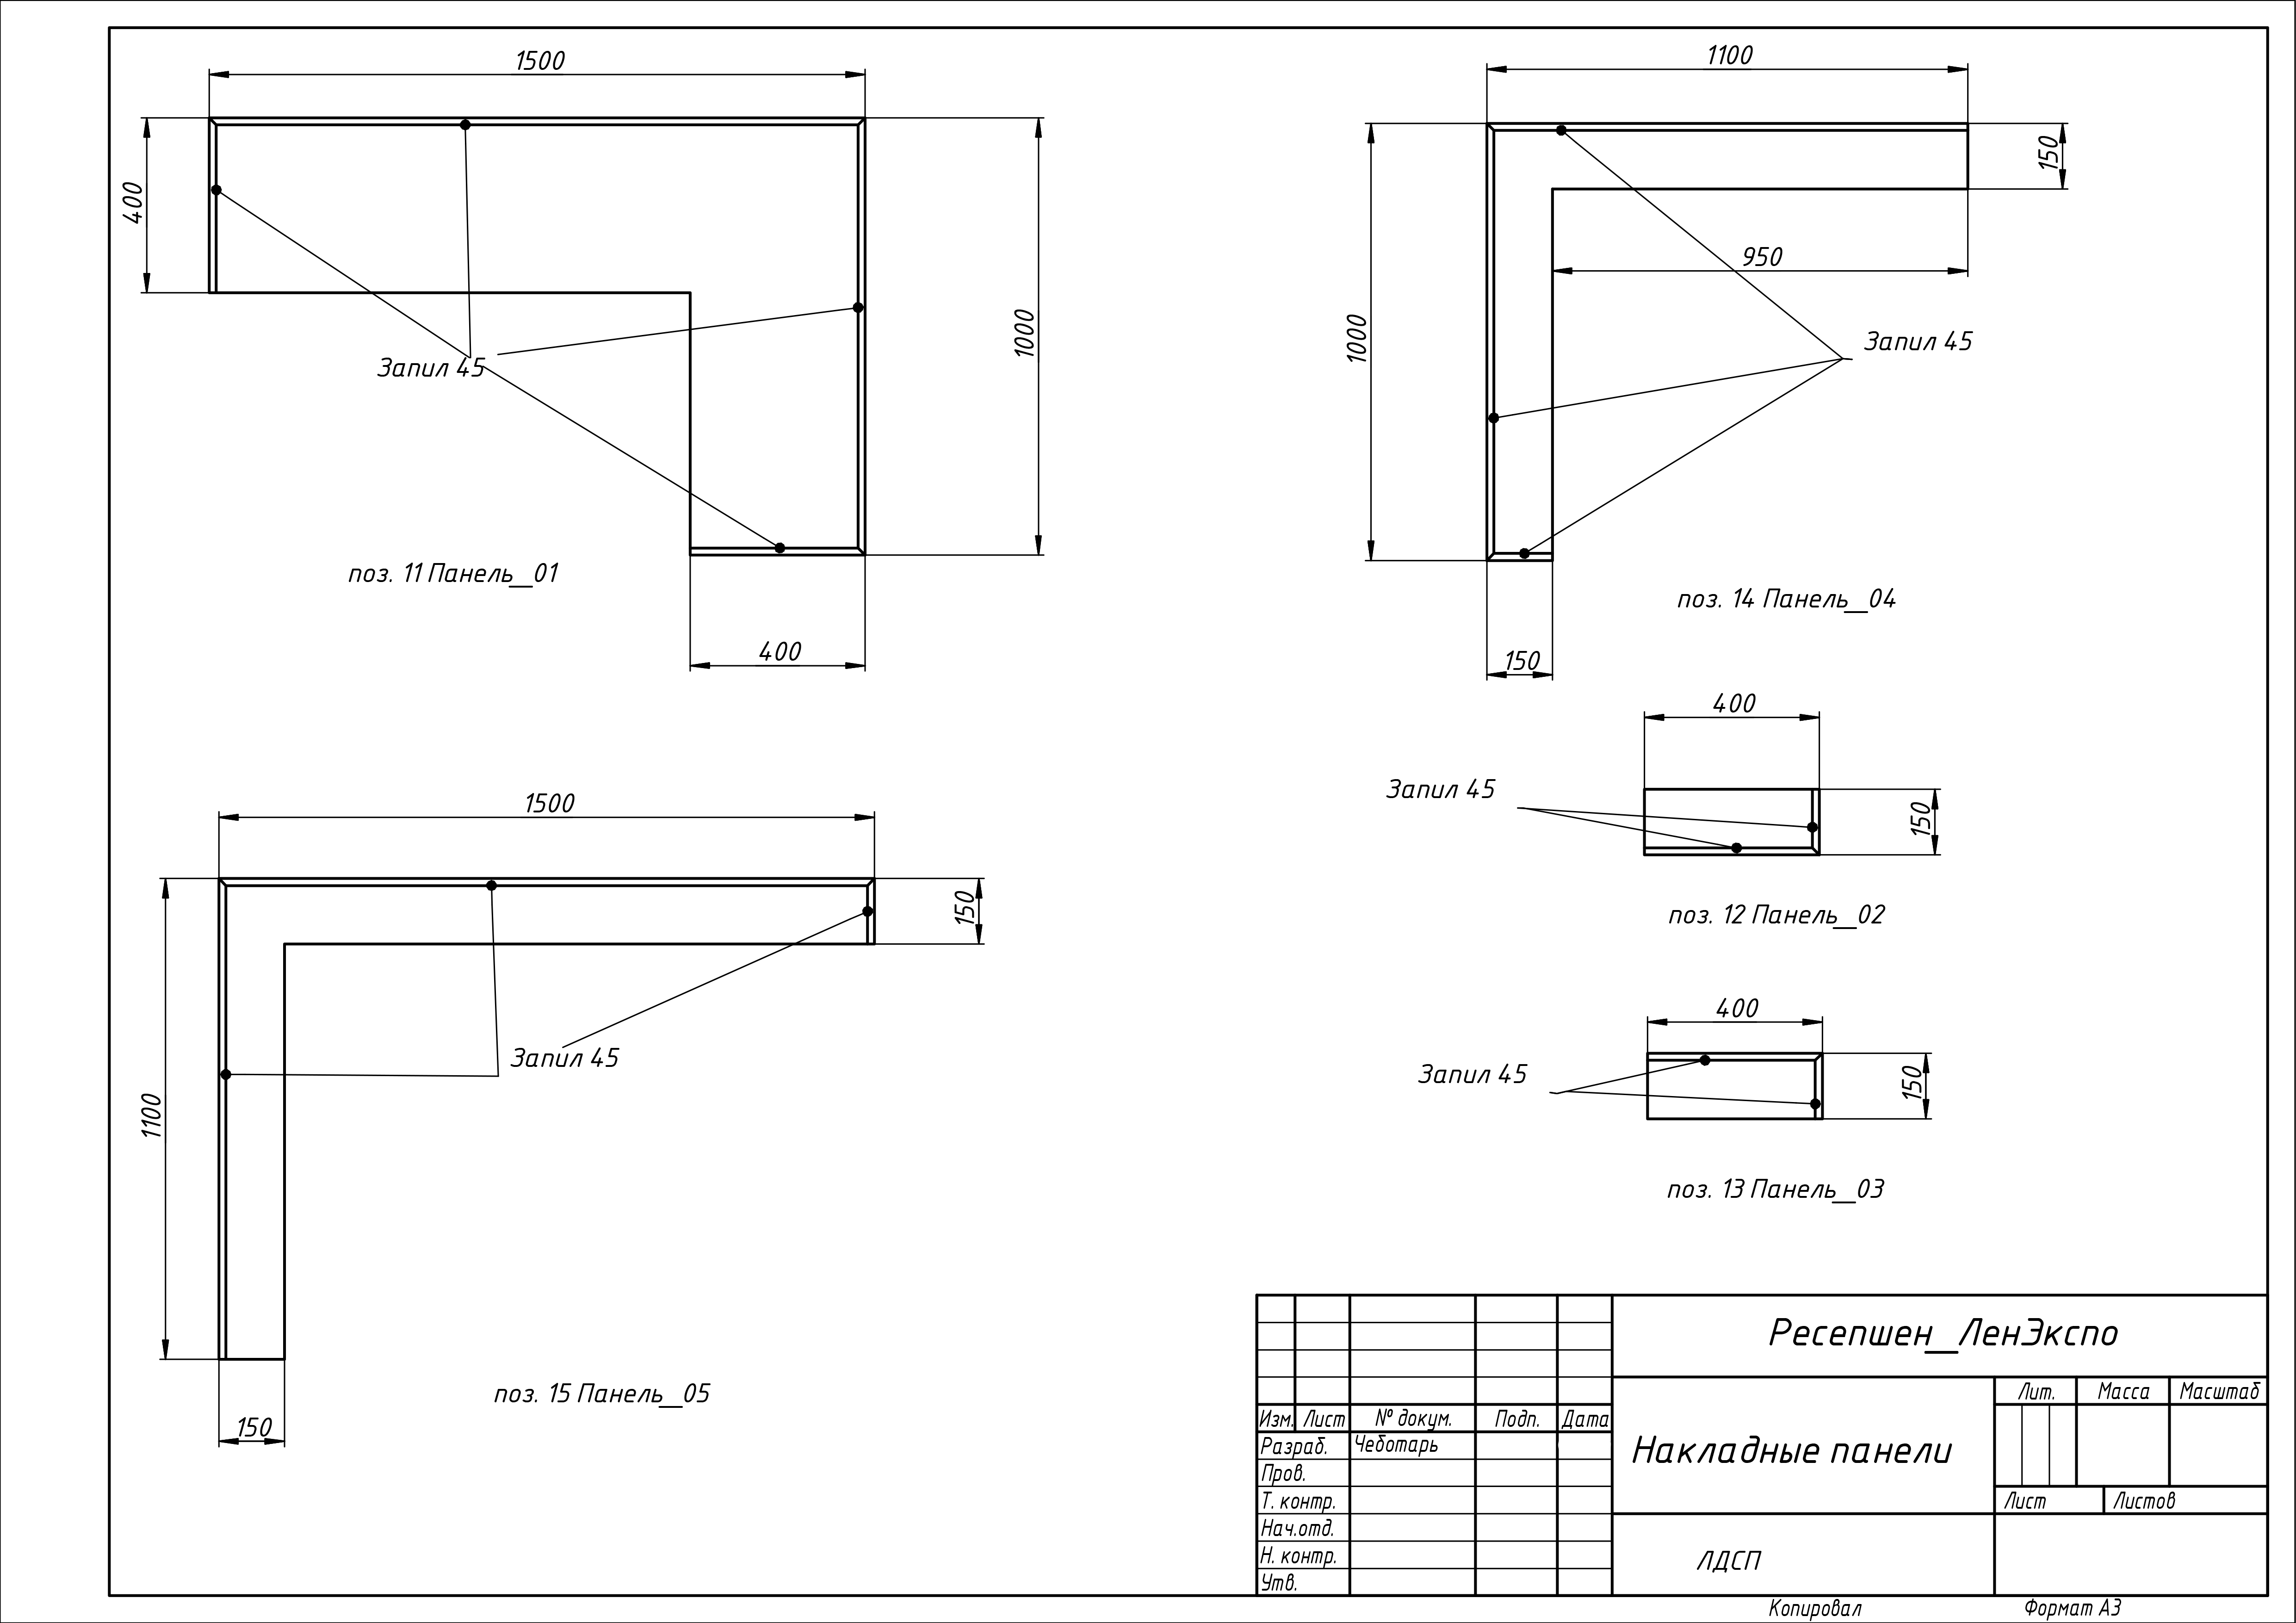 1500
400
1000
Запил 45
поз. 11 Панель_01
400
1100
150
950
1000
Запил 45
поз. 14 Панель_04
150
400
Запил 45
150
поз. 12 Панель_02
1500
150
1100
Запил 45
поз. 15 Панель_05
150
400
Запил 45
150
поз. 13 Панель_03
Ресепшен_ЛенЭкспо
Лит. Масса Масштаб
Изм. Лист № докум. Подп. Дата
Разраб. Чеботарь
Накладные панели
Пров.
Т. контр.
Лист Листов
Нач.отд.
Н. контр.
ЛДСП
Утв.
Копировал Формат А3